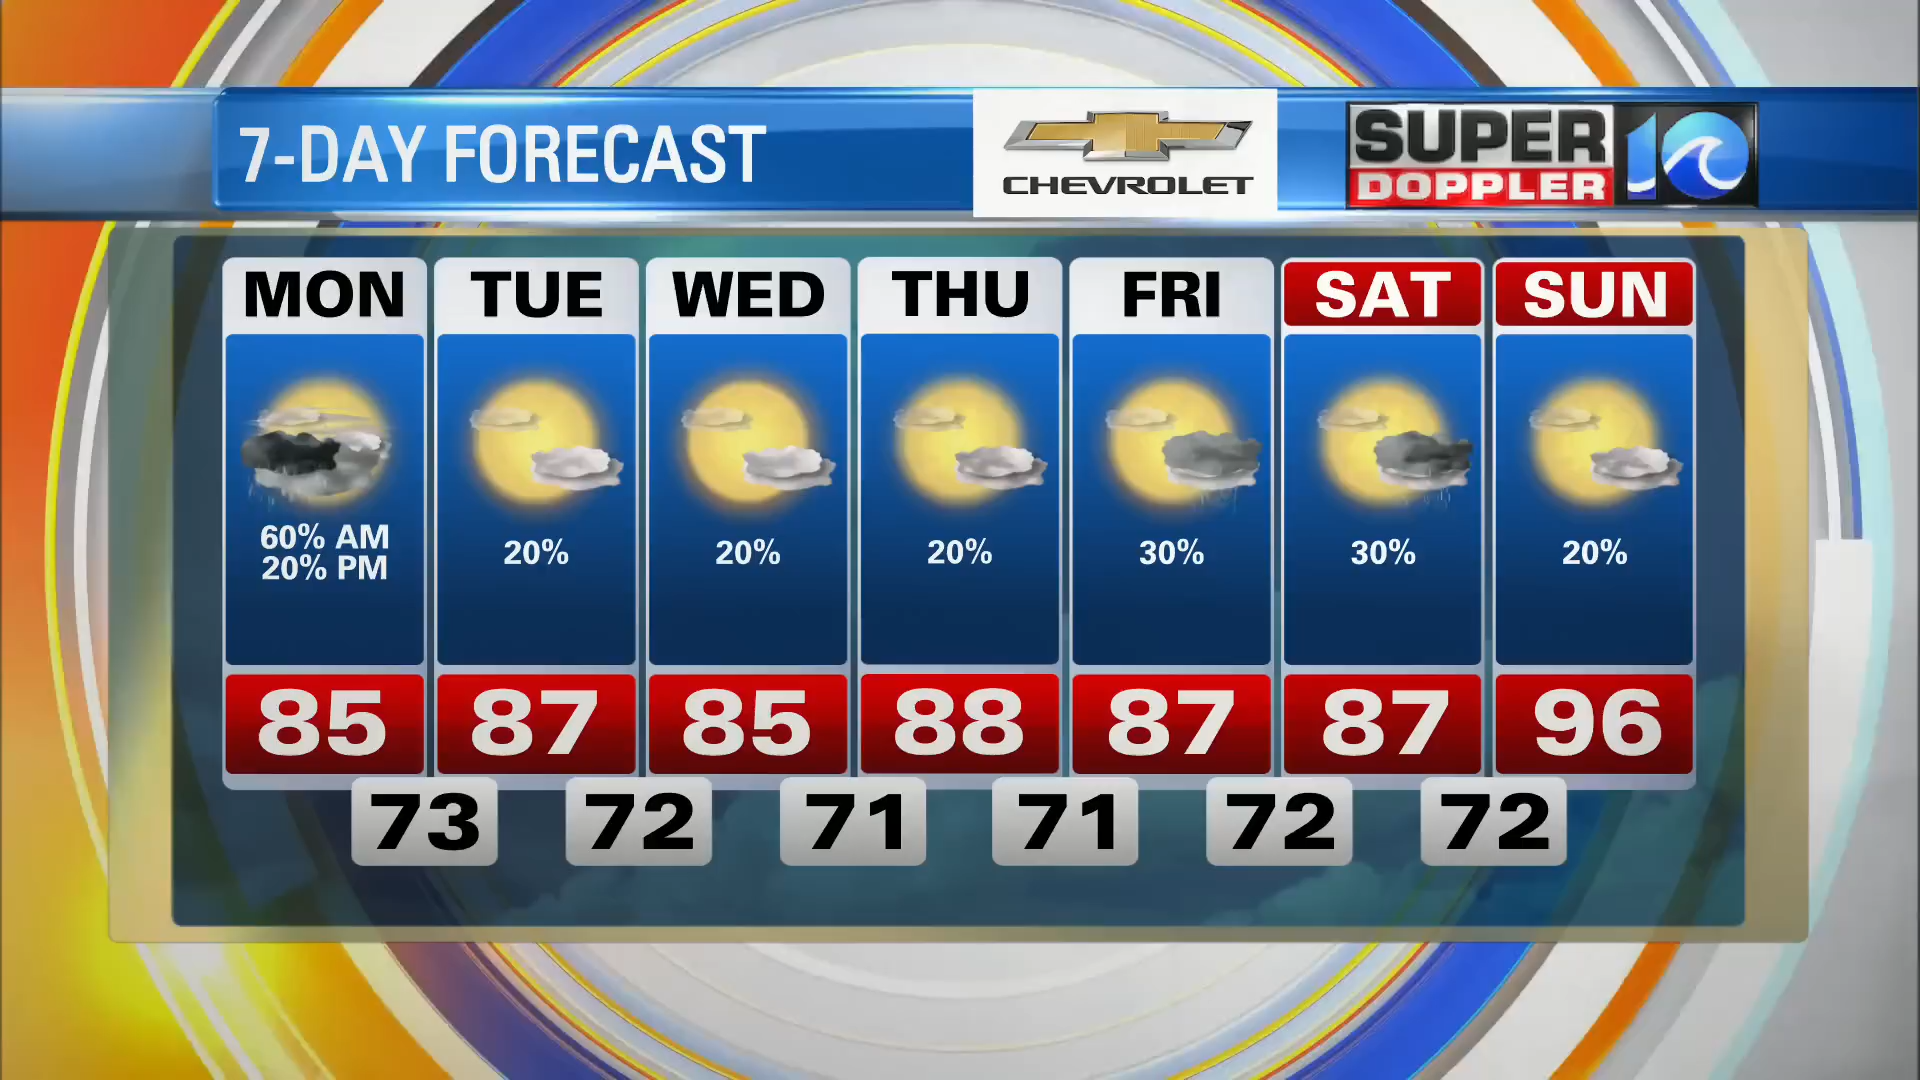 7-DAY FORECAST
CHEVROLET
SUPER
DOPPLER
10
MON TUE WED THU FRI SAT SUN
60% AM
20% PM
20% 20% 20% 30% 30% 20%
85 87 85 88 87 87 96
73 72 71 71 72 72